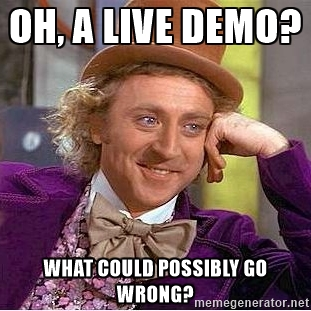 OH, A LIVE DEMO?
WHAT COULD POSSIBLY GO
WRONG?
memegenerator.net